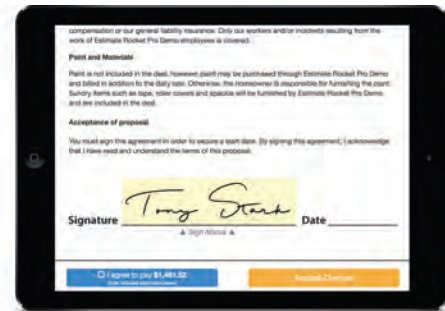 compensation or our general liability insurance. Only our workers and/or incidents resulting from the
work of Estimate Rocket Pro Demo employees is covered.
Paint and Materials
Paint is not included in the deal, however, paint may be purchased through Estimate Rocket Pro Demo
and billed in addition to the daily rate. Otherwise, the homeowner is responsible for furnishing the paint.
Sundry items such as tape, roller covers and spackle will be furnished by Estimate Rocket Pro Demo
and are included in the deal.
Acceptance of proposal
You must sign this agreement in order to secure a start date. By signing this agreement, I acknowledge
that I have read and understand the terms of this proposal.
Tony Stark
Signature Date
Sign Above
I agree to pay $1,451.52
Request Changes